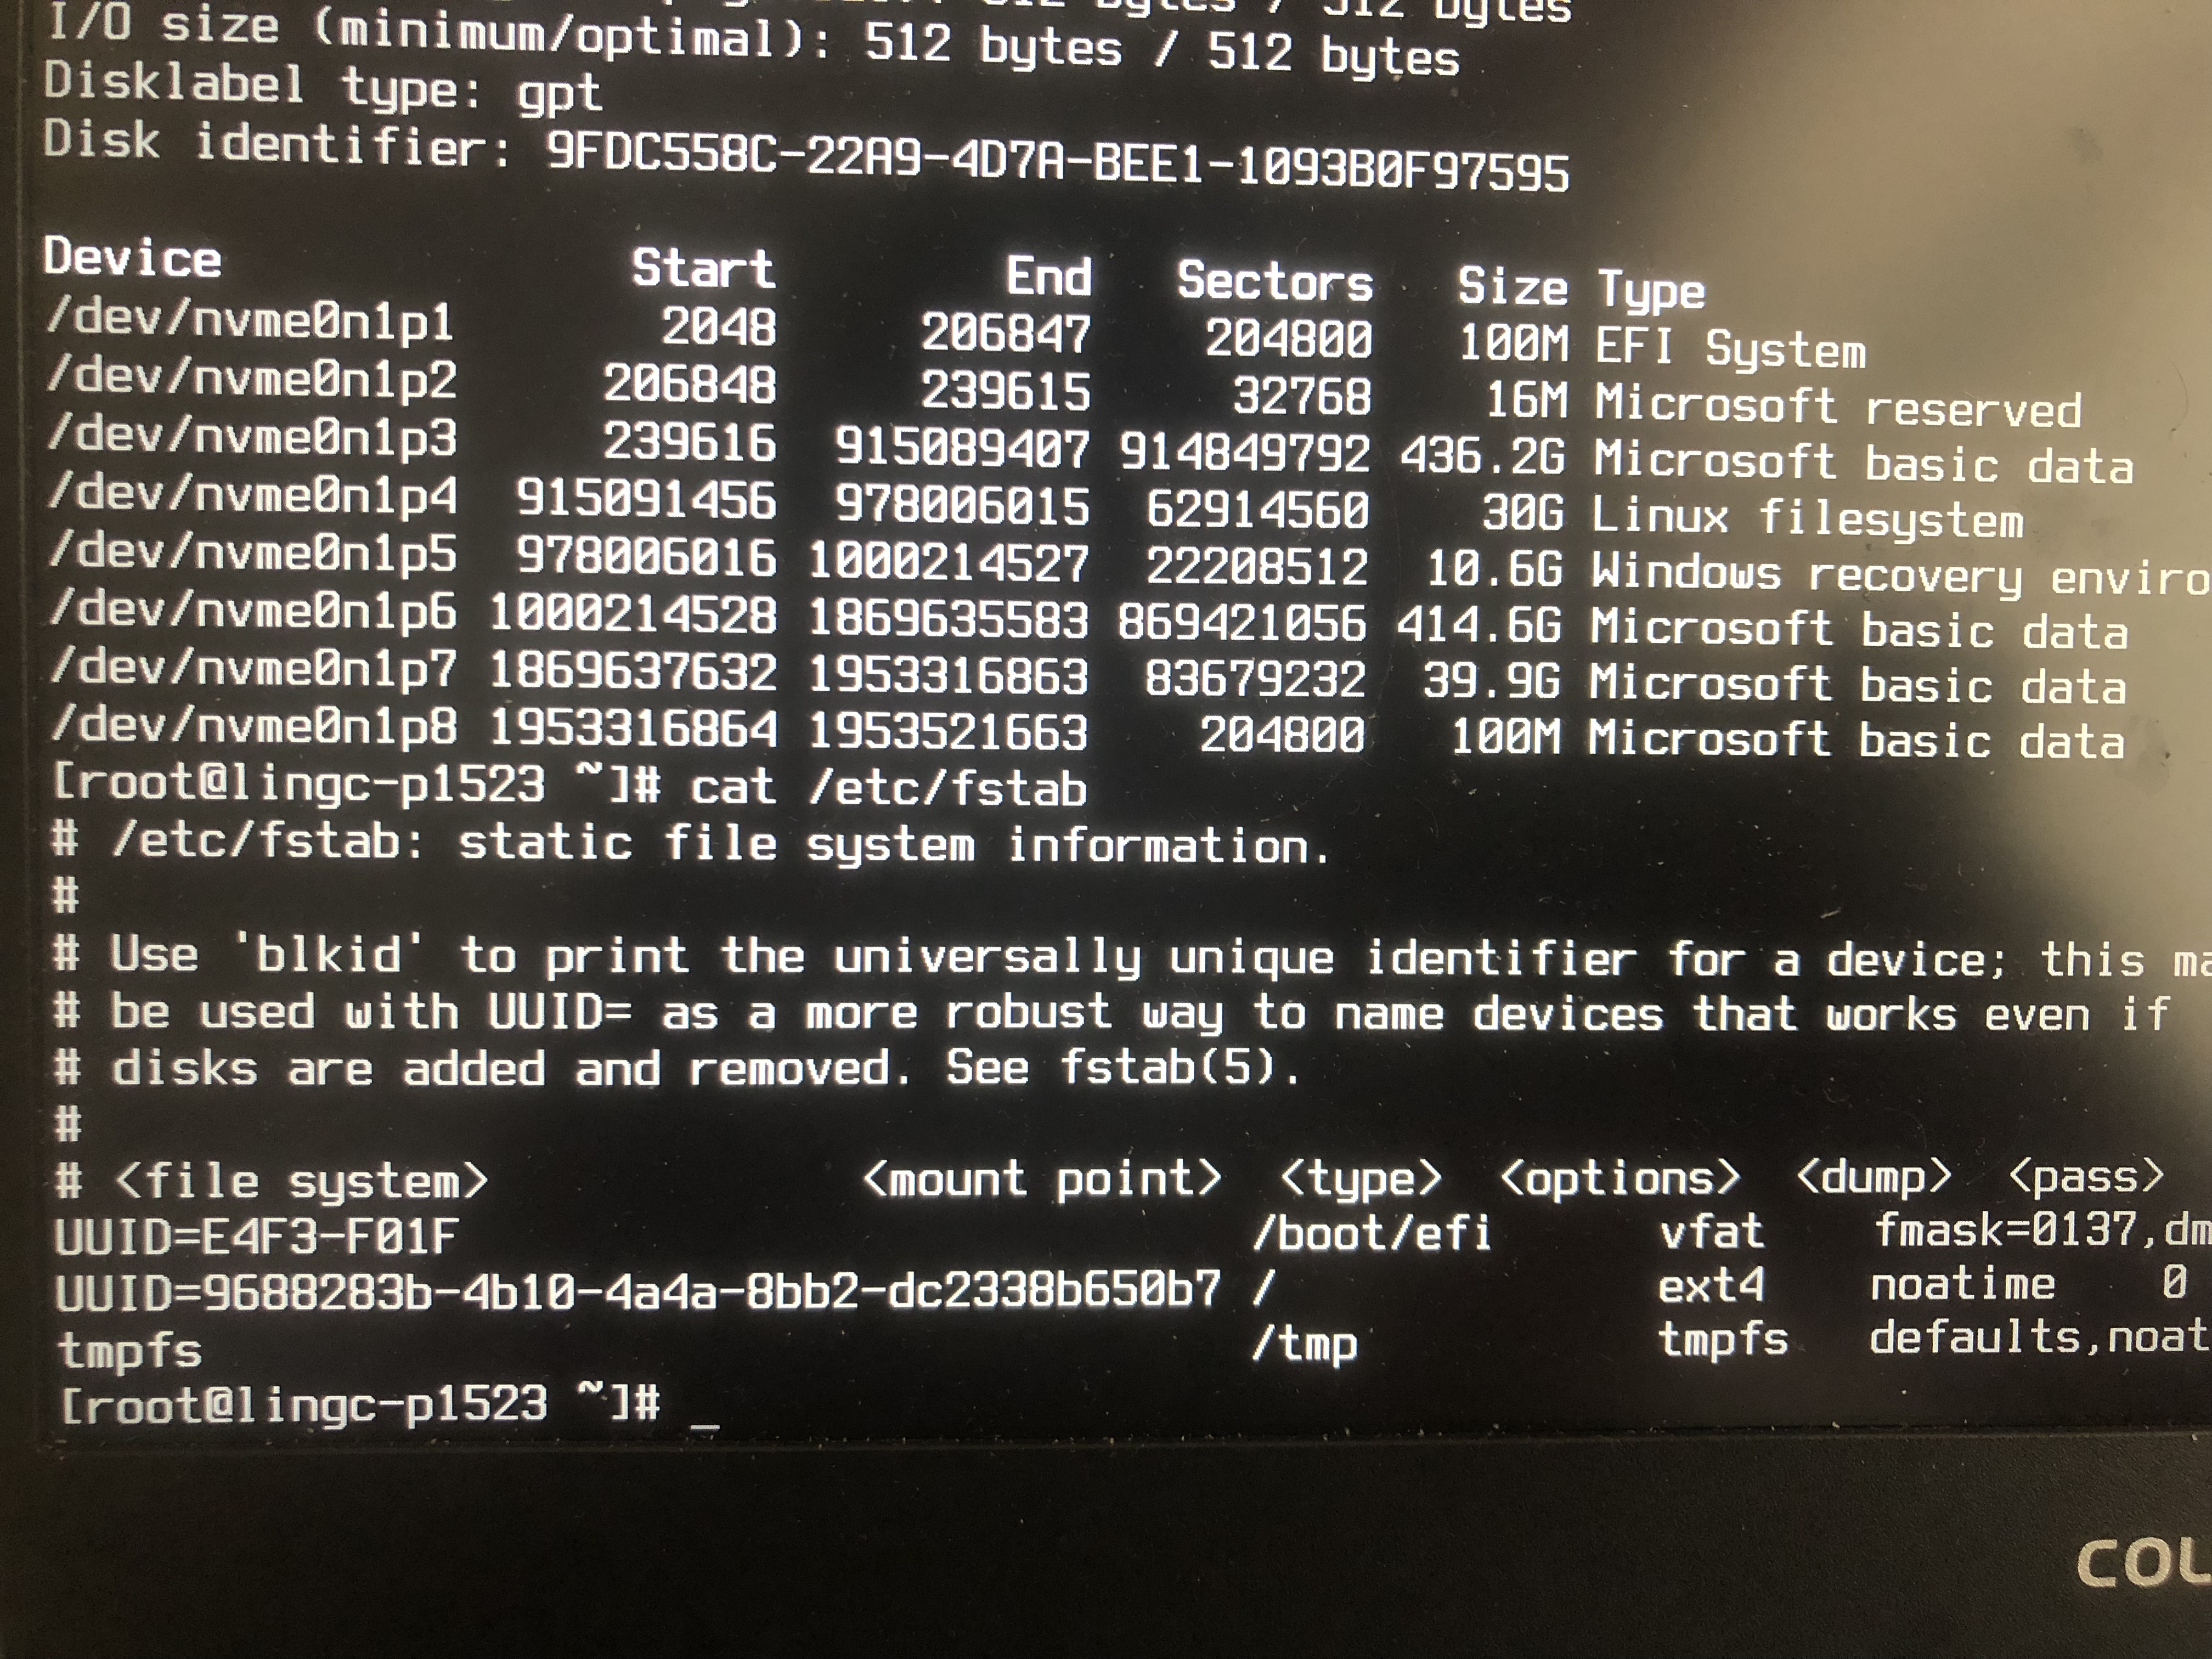 512 bytes / 512 bytes
I/O size (minimum/optimal): 512 bytes / 512 bytes
Disklabel type: gpt
Disk identifier: 9FDC558C-22A9-4D7A-BEE1-1093B0F97595
Device Start End Sectors Size Type
/dev/nvme0n1p1 2048 206847 204800 100M EFI System
/dev/nvme0n1p2 206848 239615 32768 16M Microsoft reserved
/dev/nvme0n1p3 239616 915089407 914849792 436.2G Microsoft basic data
/dev/nvme0n1p4 915091456 978006015 62914560 30G Linux filesystem
/dev/nvme0n1p5 978006016 1000214527 22208512 10.6G Windows recovery enviro
/dev/nvme0n1p6 1000214528 1869635583 869421056 414.6G Microsoft basic data
/dev/nvme0n1p7 1869637632 1953316863 83679232 39.9G Microsoft basic data
/dev/nvme0n1p8 1953316864 1953521663 204800 100M Microsoft basic data
[root@lingc-p1523 ~]# cat /etc/fstab
# /etc/fstab: static file system information.
#
# Use 'blkid' to print the universally unique identifier for a device; this ma
# be used with UUID= as a more robust way to name devices that works even if
# disks are added and removed. See fstab(5).
#
# <file system> <mount point> <type> <options> <dump> <pass>
UUID=E4F3-F01F /boot/efi vfat fmask=0137,dm
UUID=9688283b-4b10-4a4a-8bb2-dc2338b650b7 / ext4 noatime 0
tmpfs /tmp tmpfs defaults,noat
[root@lingc-p1523 ~]# _
COL